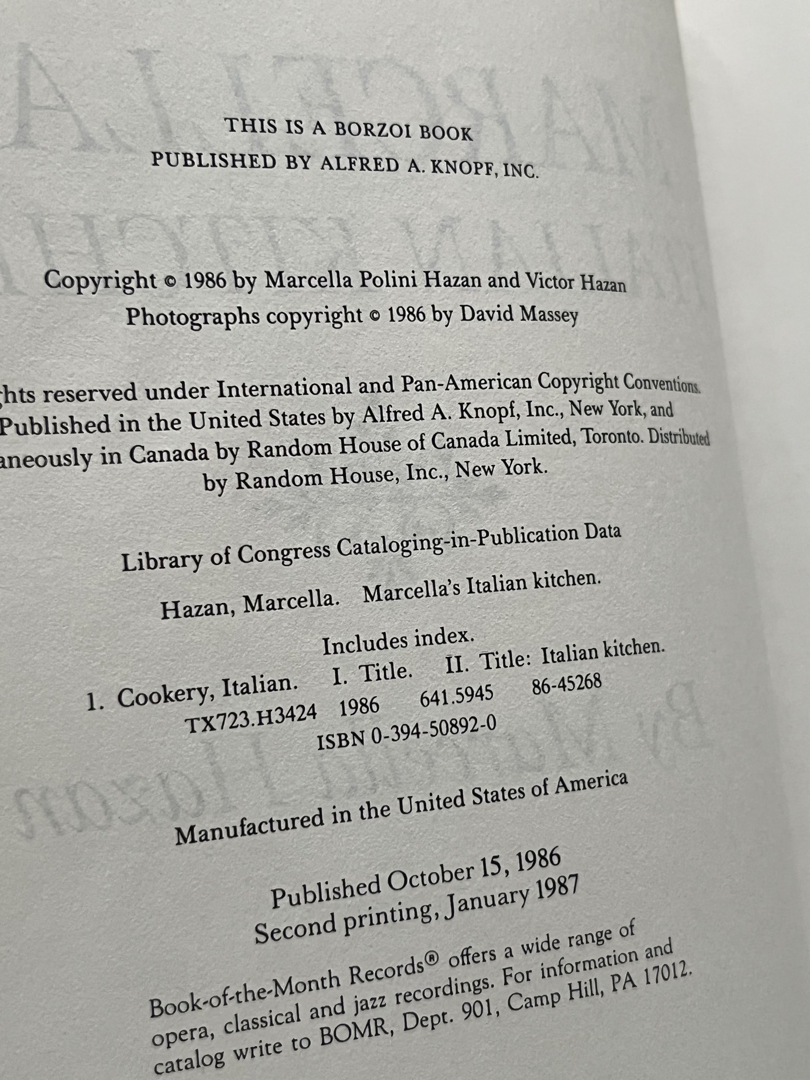 THIS IS A BORZOI BOOK
PUBLISHED BY ALFRED A. KNOPF, INC.
Copyright © 1986 by Marcella Polini Hazan and Victor Hazan
Photographs copyright © 1986 by David Massey
hts reserved under International and Pan-American Copyright Conventions.
Published in the United States by Alfred A. Knopf, Inc., New York, and
aneously in Canada by Random House of Canada Limited, Toronto. Distributed
by Random House, Inc., New York.
Library of Congress Cataloging-in-Publication Data
Hazan, Marcella. Marcella's Italian kitchen.
Includes index.
1. Cookery, Italian. I. Title. II. Title: Italian kitchen.
TX723.H3424 1986 641.5945 86-45268
ISBN 0-394-50892-0
Manufactured in the United States of America
Published October 15, 1986
Second printing, January 1987
Book-of-the-Month Records® offers a wide range of
opera, classical and jazz recordings. For information and
catalog write to BOMR, Dept. 901, Camp Hill, PA 17012.